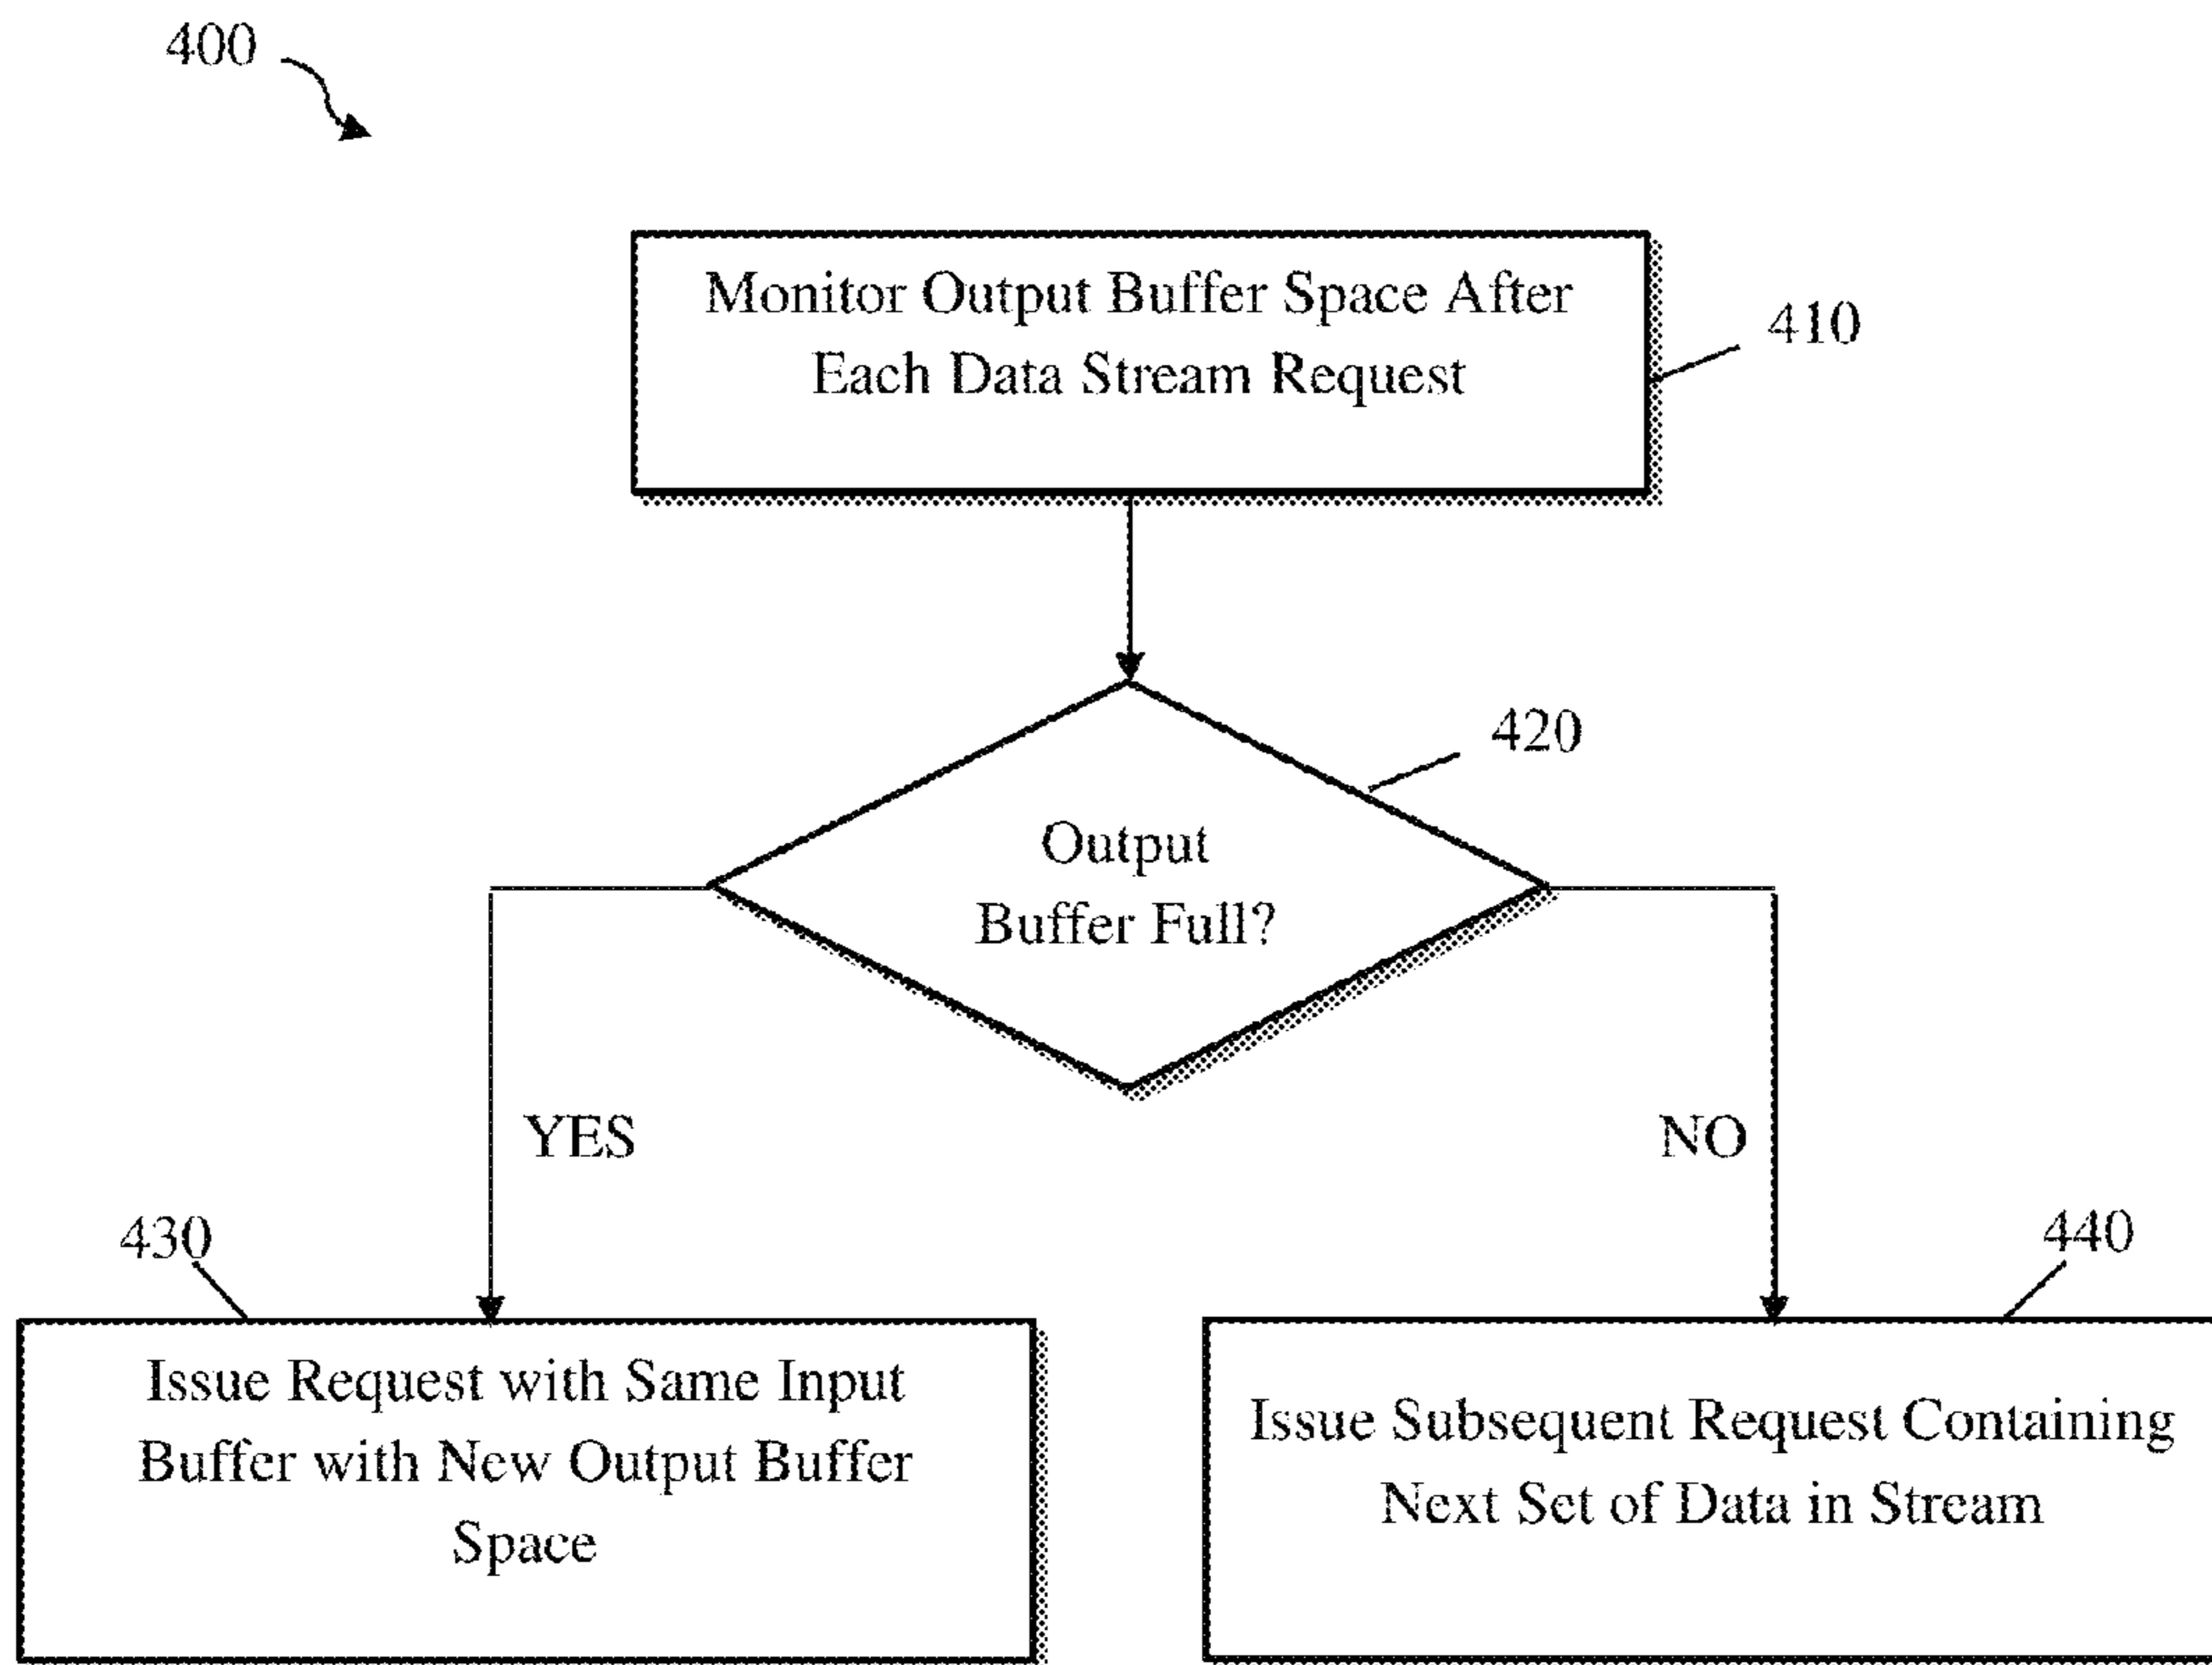 400
Monitor Output Buffer Space After
Each Data Stream Request
410
420
Output
Buffer Full?
YES
NO
430
440
Issue Request with Same Input
Buffer with New Output Buffer
Space
Issue Subsequent Request Containing
Next Set of Data in Stream